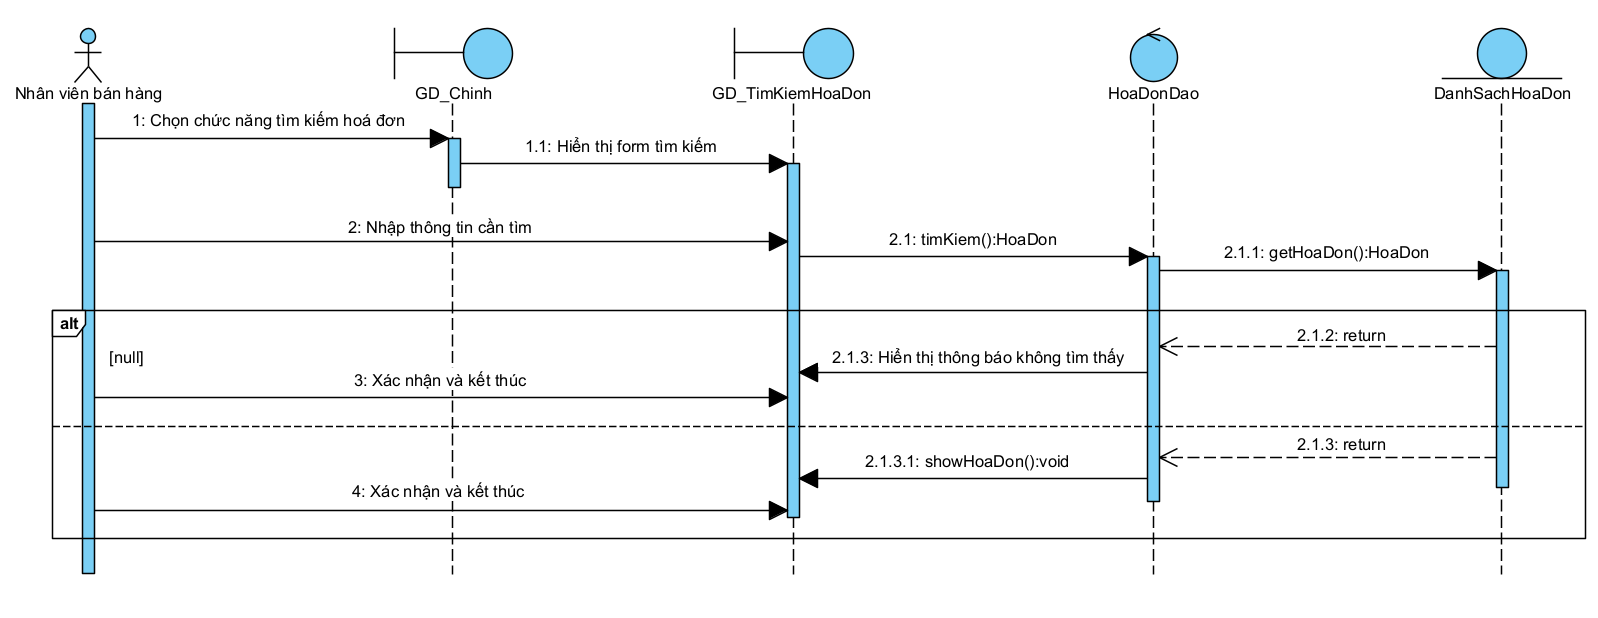 Nhân viên bán hàng
GD_Chinh
GD_TimKiemHoaDon
HoaDonDao
DanhSachHoaDon
1: Chọn chức năng tìm kiếm hoá đơn
1.1: Hiển thị form tìm kiếm
2: Nhập thông tin cần tìm
2.1: timKiem():HoaDon
2.1.1: getHoaDon():HoaDon
alt
2.1.2: return
[null]
2.1.3: Hiển thị thông báo không tìm thấy
3: Xác nhận và kết thúc
2.1.3: return
2.1.3.1: showHoaDon():void
4: Xác nhận và kết thúc